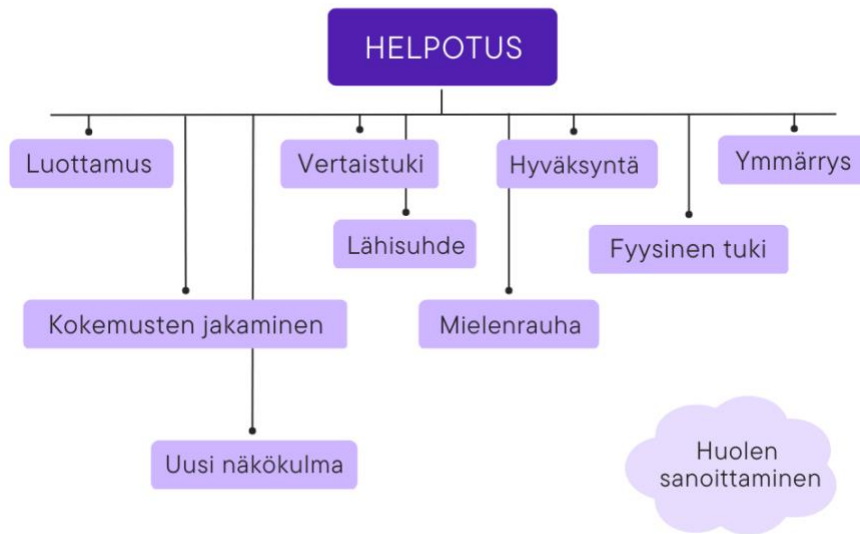 HELPOTUS
Luottamus
Vertaistuki
Hyväksyntä
Ymmärrys
Lähisuhde
Fyysinen tuki
Kokemusten jakaminen
Mielenrauha
Uusi näkökulma
Huolen
sanoittaminen